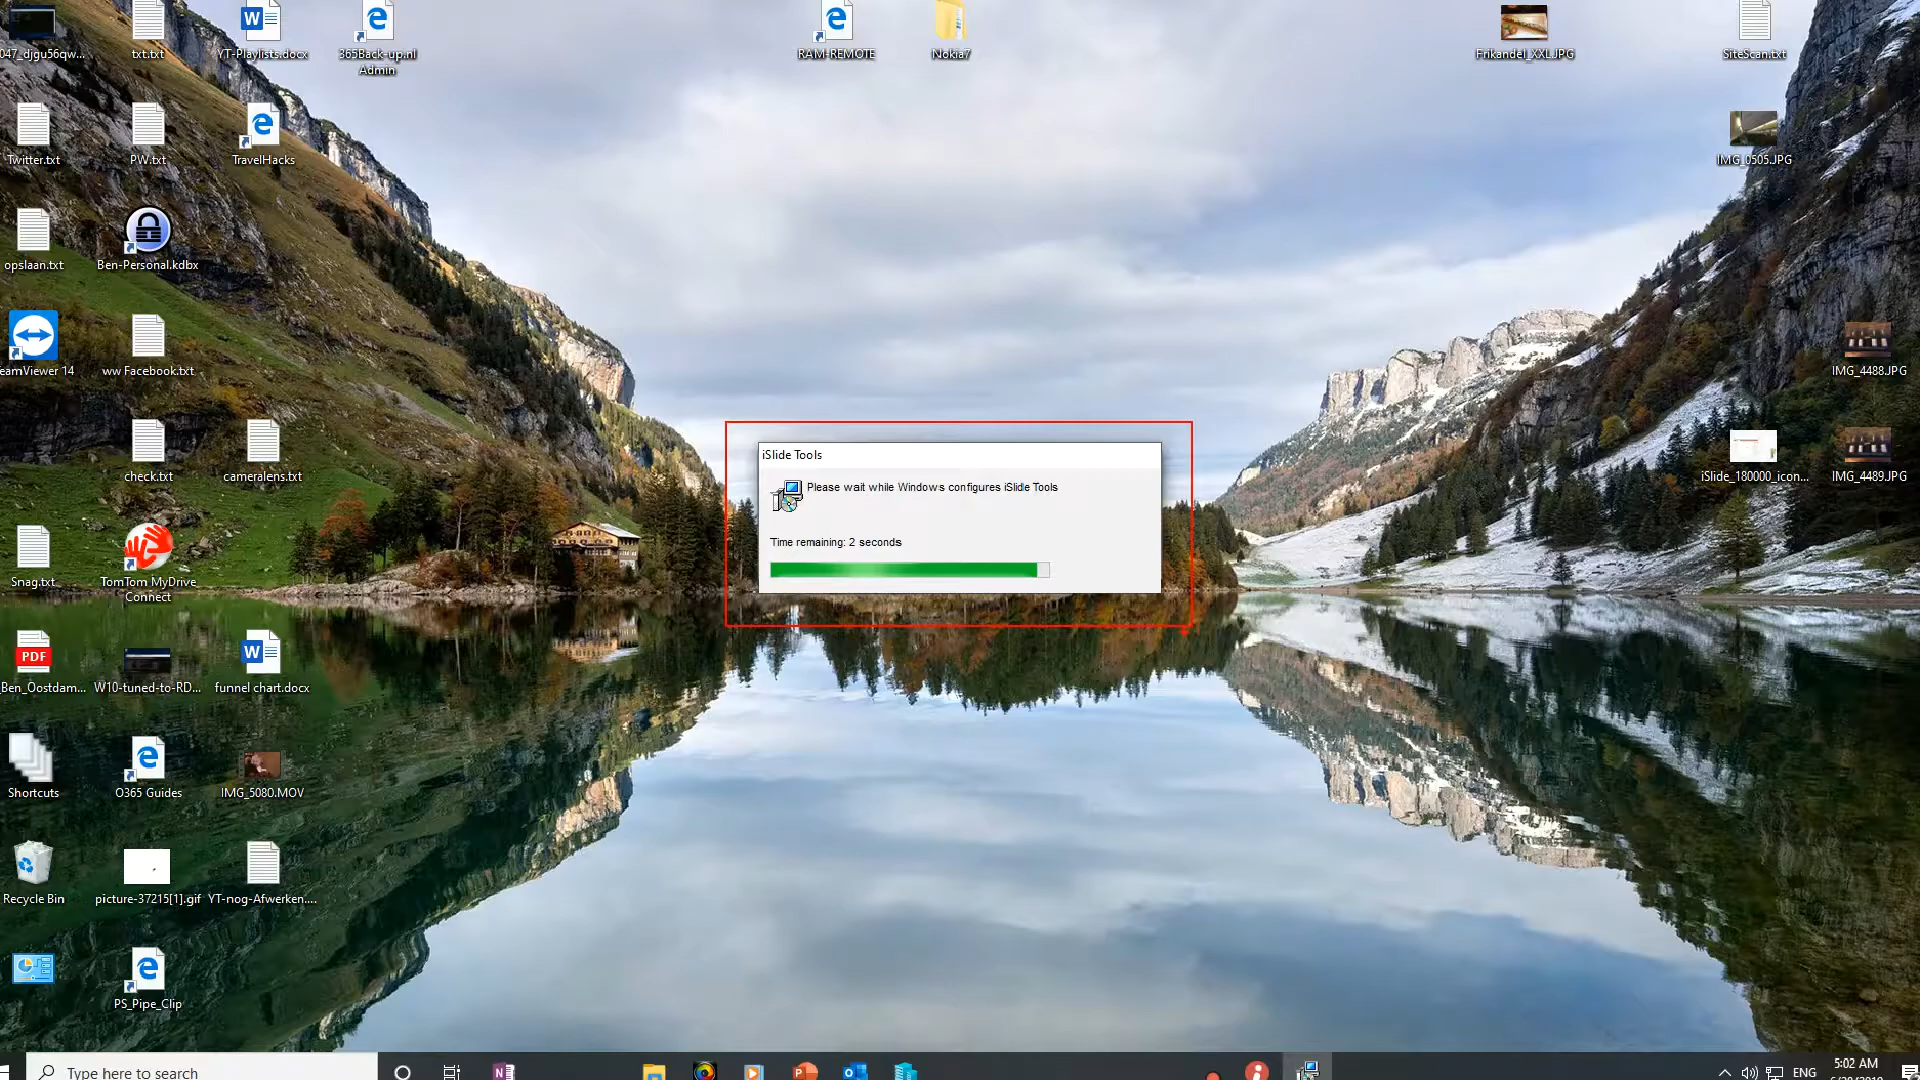 047_djgu56qw...
txt.txt
YT-Playlists.docx
365Back-up.nl
Admin
RAM-REMOTE
Nokia7
Frikandel_XXL.JPG
SiteScan.txt
Twitter.txt
PW.txt
TravelHacks
IMG_0505.JPG
opslaan.txt
Ben-Personal.kdbx
eamViewer 14
ww Facebook.txt
IMG_4488.JPG
iSlide Tools
Please wait while Windows configures iSlide Tools
Time remaining: 2 seconds
check.txt
cameralens.txt
iSlide_180000_icon...
IMG_4489.JPG
Snag.txt
TomTom MyDrive
Connect
PDF
_Ben_Oostdam...
W10-tuned-to-RD...
funnel chart.docx
Shortcuts
O365 Guides
IMG_5080.MOV
Recycle Bin
picture-37215[1].gif
YT-nog-Afwerken....
PS_Pipe_Clip
Type here to search
ENG
5:02 AM